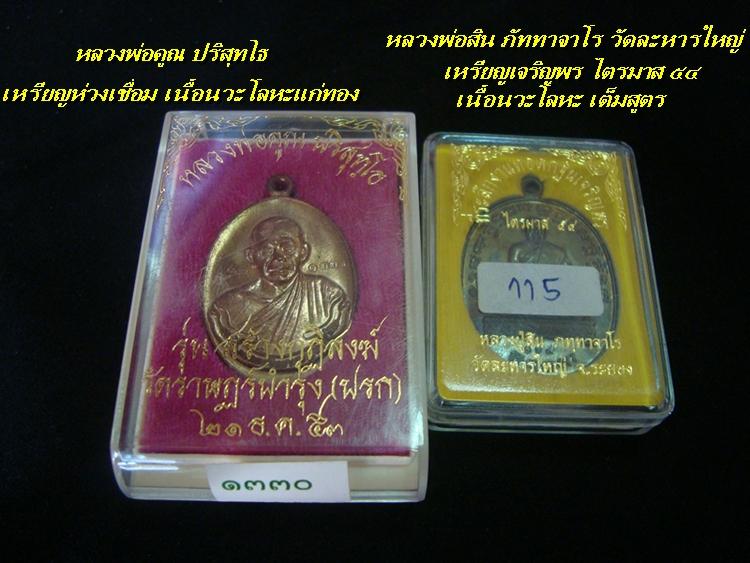 หลวงพ่อคูณ ปริสุทโธ
เหรียญห่วงเชื่อม เนื้อนวะโลหะแก่ทอง
หลวงพ่อสิน ภัททาจาโร วัดละหารใหญ่
เหรียญเจริญพร ไตรมาส ๕๔
เนื้อนวะโลหะ เต็มสูตร
หลวงพ่อคูณ ปริสุทโธ
รุ่น สร้างกุฏิสงฆ์
วัดราษฎร์บำรุง (ปรก)
๒๑ ธ.ค. ๕๓
๑๓๓๐
ไตรมาส ๕๔
115
หลวงปู่สิน ภททาจาโร
วัดละหารใหญ่ จ.ระยอง